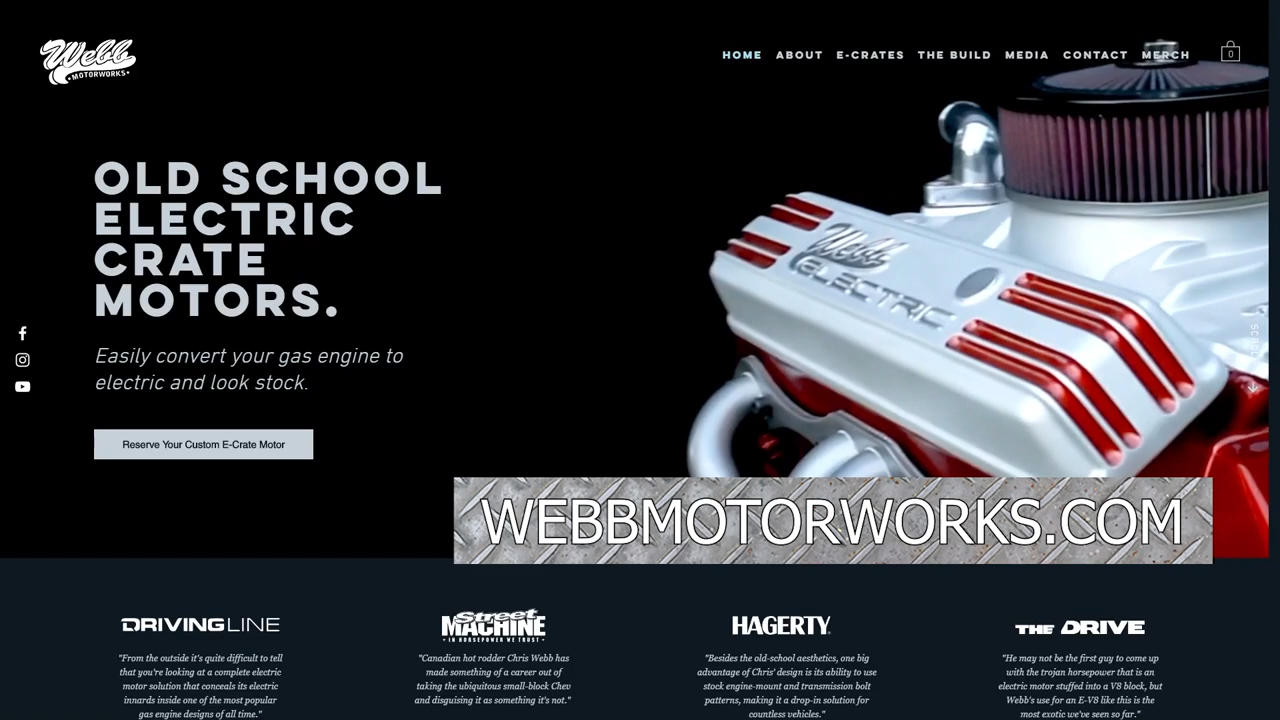 Webb
MOTORWORKS
HOME ABOUT E-CRATES THE BUILD MEDIA CONTACT MERCH
0
OLD SCHOOL
ELECTRIC
CRATE
MOTORS.
Easily convert your gas engine to
electric and look stock.
Reserve Your Custom E-Crate Motor
Webb
ELECTRIC
SCROLL
WEBBMOTORWORKS.COM
DRIVINGLINE
"From the outside it's quite difficult to tell
that you're looking at a complete electric
motor solution that conceals its electric
innards inside one of the most popular
gas engine designs of all time."
Street
MACHINE
IN HORSEPOWER WE TRUST
"Canadian hot rodder Chris Webb has
made something of a career out of
taking the ubiquitous small-block Chev
and disguising it as something it's not."
HAGERTY
"Besides the old-school aesthetics, one big
advantage of Chris' design is its ability to use
stock engine-mount and transmission bolt
patterns, making it a drop-in solution for
countless vehicles."
THE DRIVE
"He may not be the first guy to come up
with the trojan horsepower that is an
electric motor stuffed into a V8 block, but
Webb's use for an E-V8 like this is the
most exotic we've seen so far."